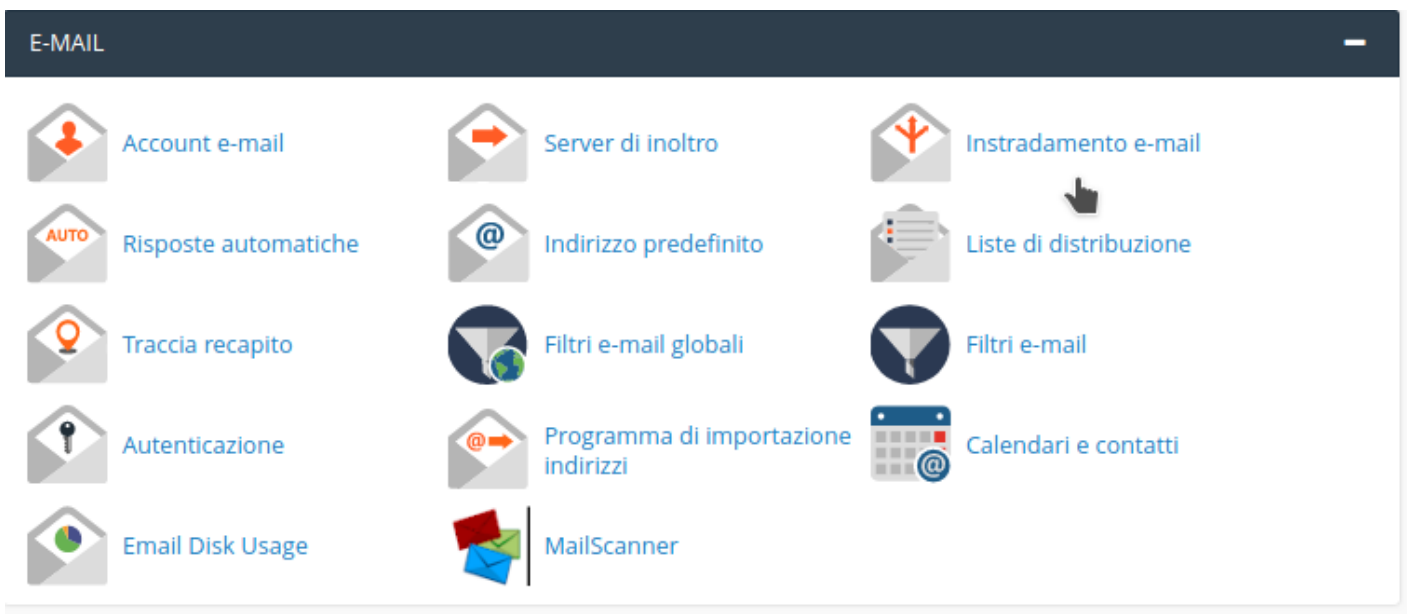 E-MAIL
Account e-mail
Server di inoltro
Instradamento e-mail
AUTO
Risposte automatiche
@
Indirizzo predefinito
Liste di distribuzione
Traccia recapito
Filtri e-mail globali
Filtri e-mail
Autenticazione
@
Programma di importazione
indirizzi
@
Calendari e contatti
Email Disk Usage
MailScanner